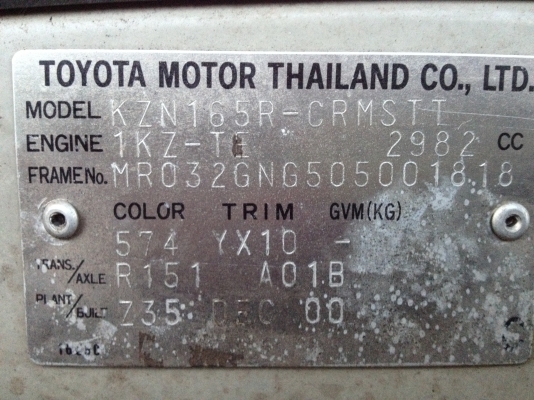 TOYOTA MOTOR THAILAND CO., LTD.
MODEL KZN165R-CRMSTT
ENGINE 1KZ-TE 2982 CC
FRAME No. MR032GNG505001818
COLOR TRIM GVM(KG)
574 YX10 -
TRANS./AXLE R151 A01B
PLANT/BUILT Z35 DEC 00